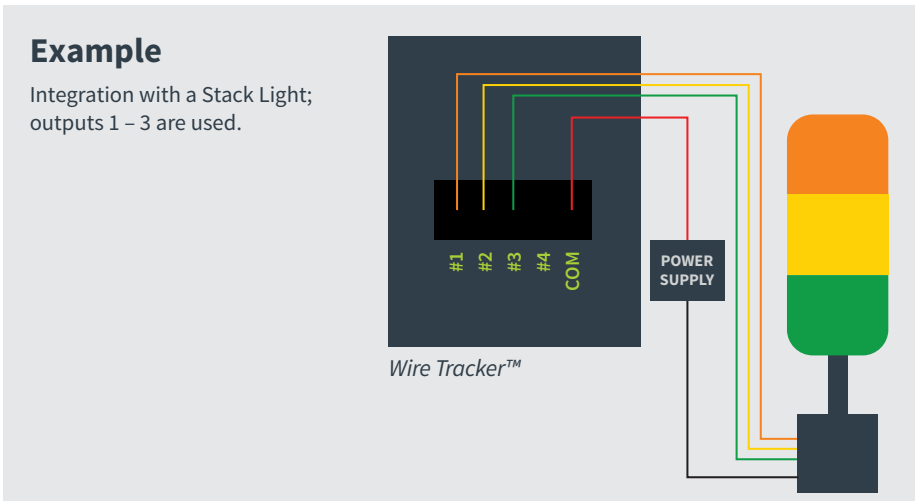 Example
Integration with a Stack Light;
outputs 1 – 3 are used.
#1
#2
#3
#4
COM
POWER
SUPPLY
Wire Tracker™